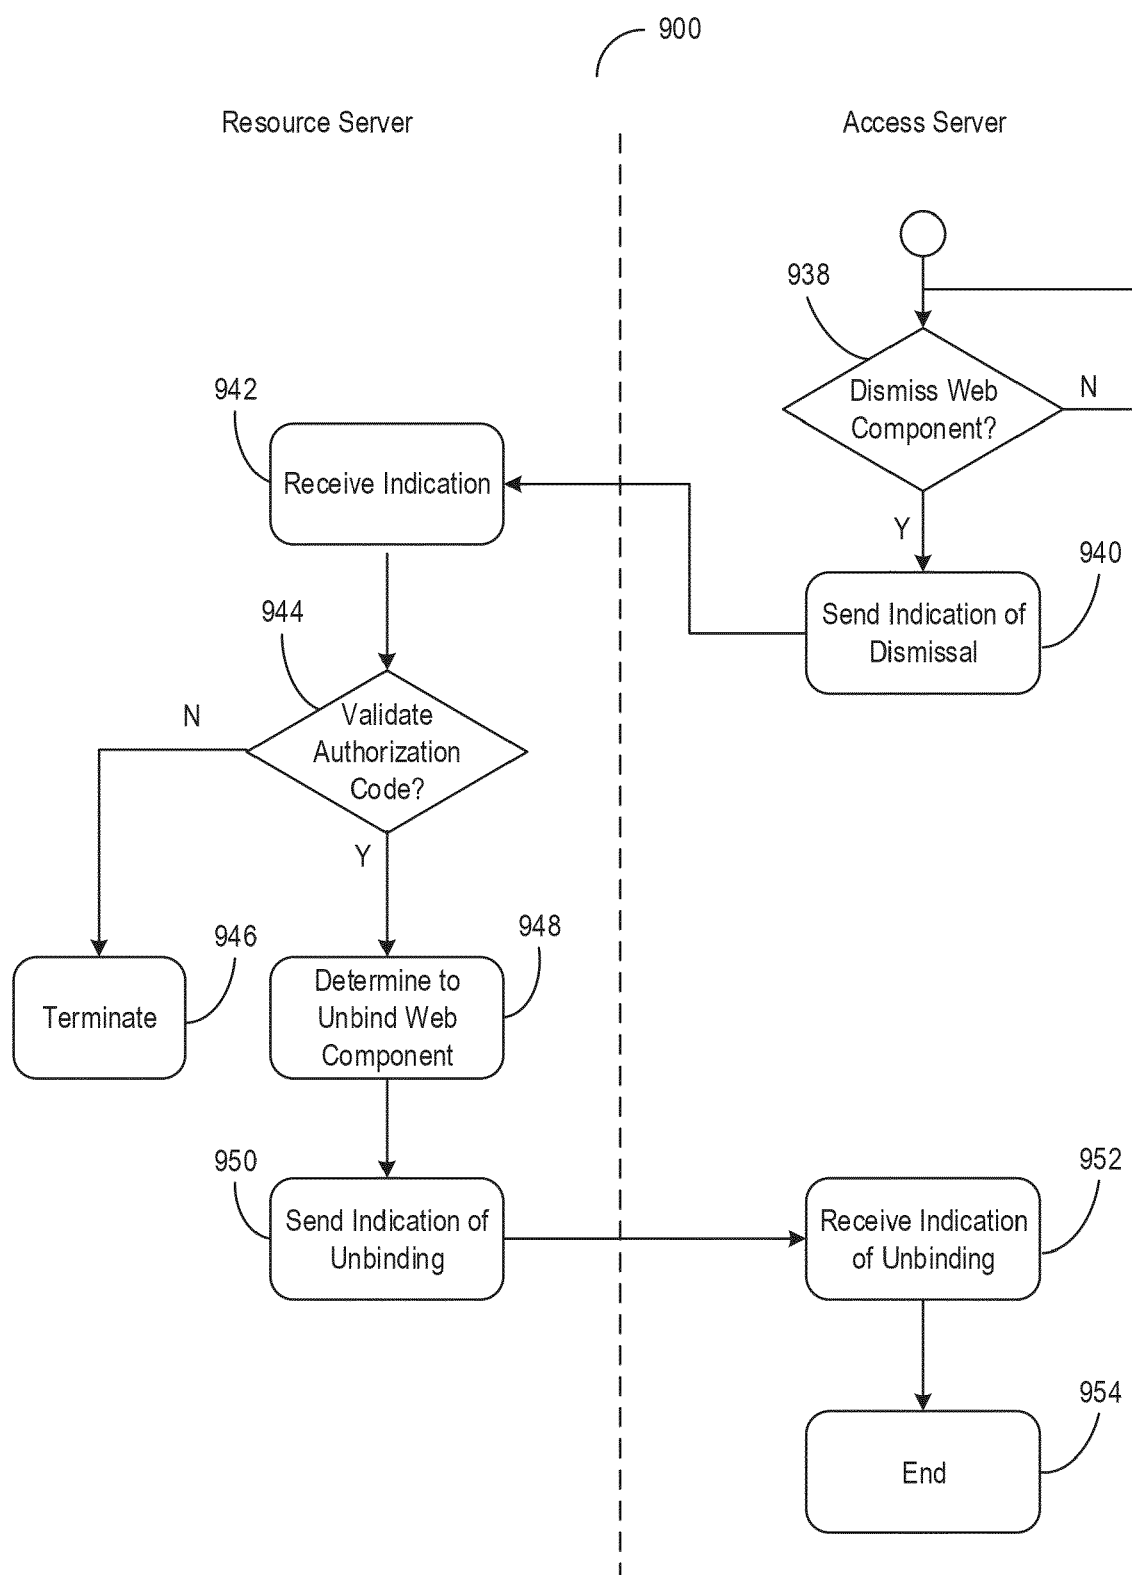 900
Resource Server
Access Server
938
Dismiss Web
Component?
N
Y
942
Receive Indication
940
Send Indication of
Dismissal
944
Validate
Authorization
Code?
N
Y
946
Terminate
948
Determine to
Unbind Web
Component
950
Send Indication of
Unbinding
952
Receive Indication
of Unbinding
954
End